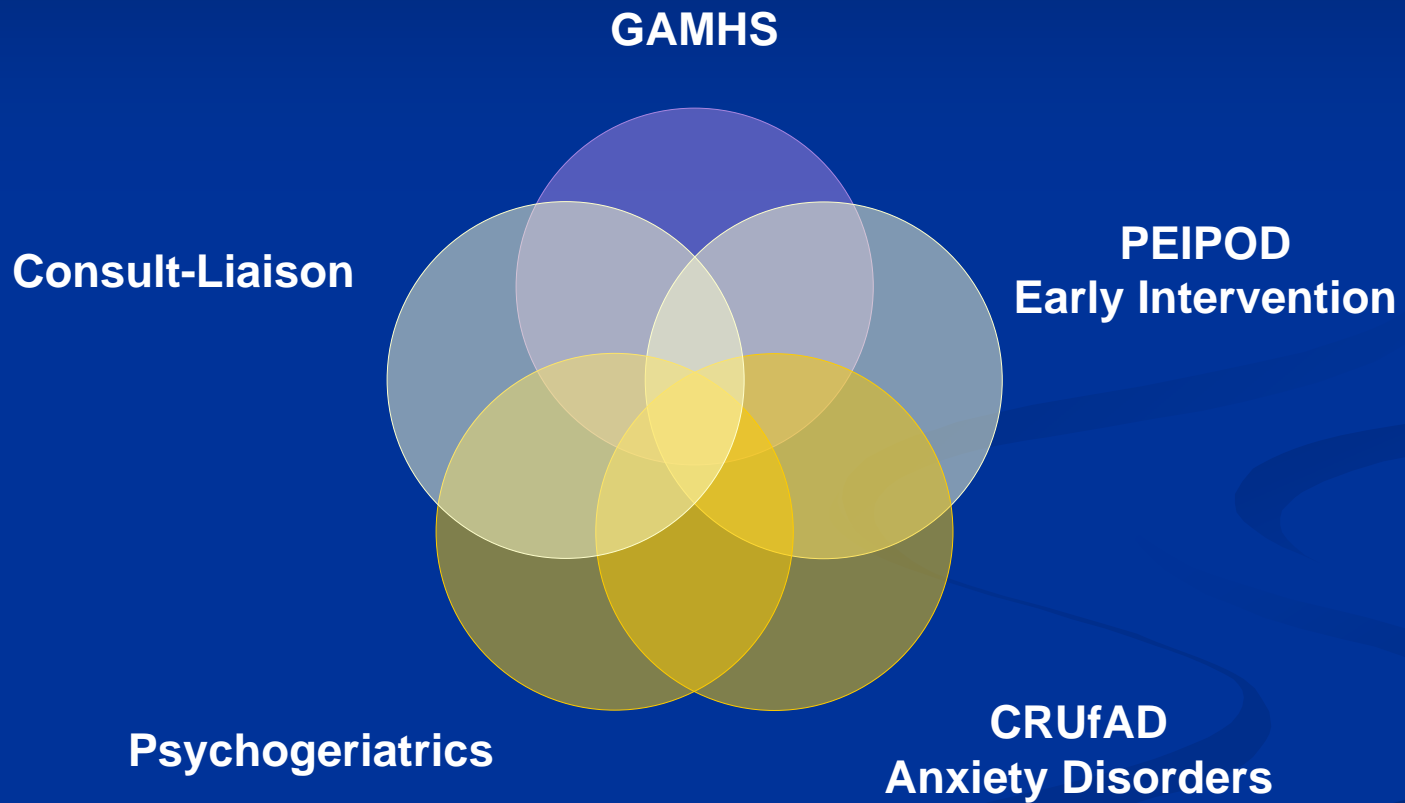 GAMHS
Consult-Liaison
PEIPOD
Early Intervention
Psychogeriatrics
CRUfAD
Anxiety Disorders